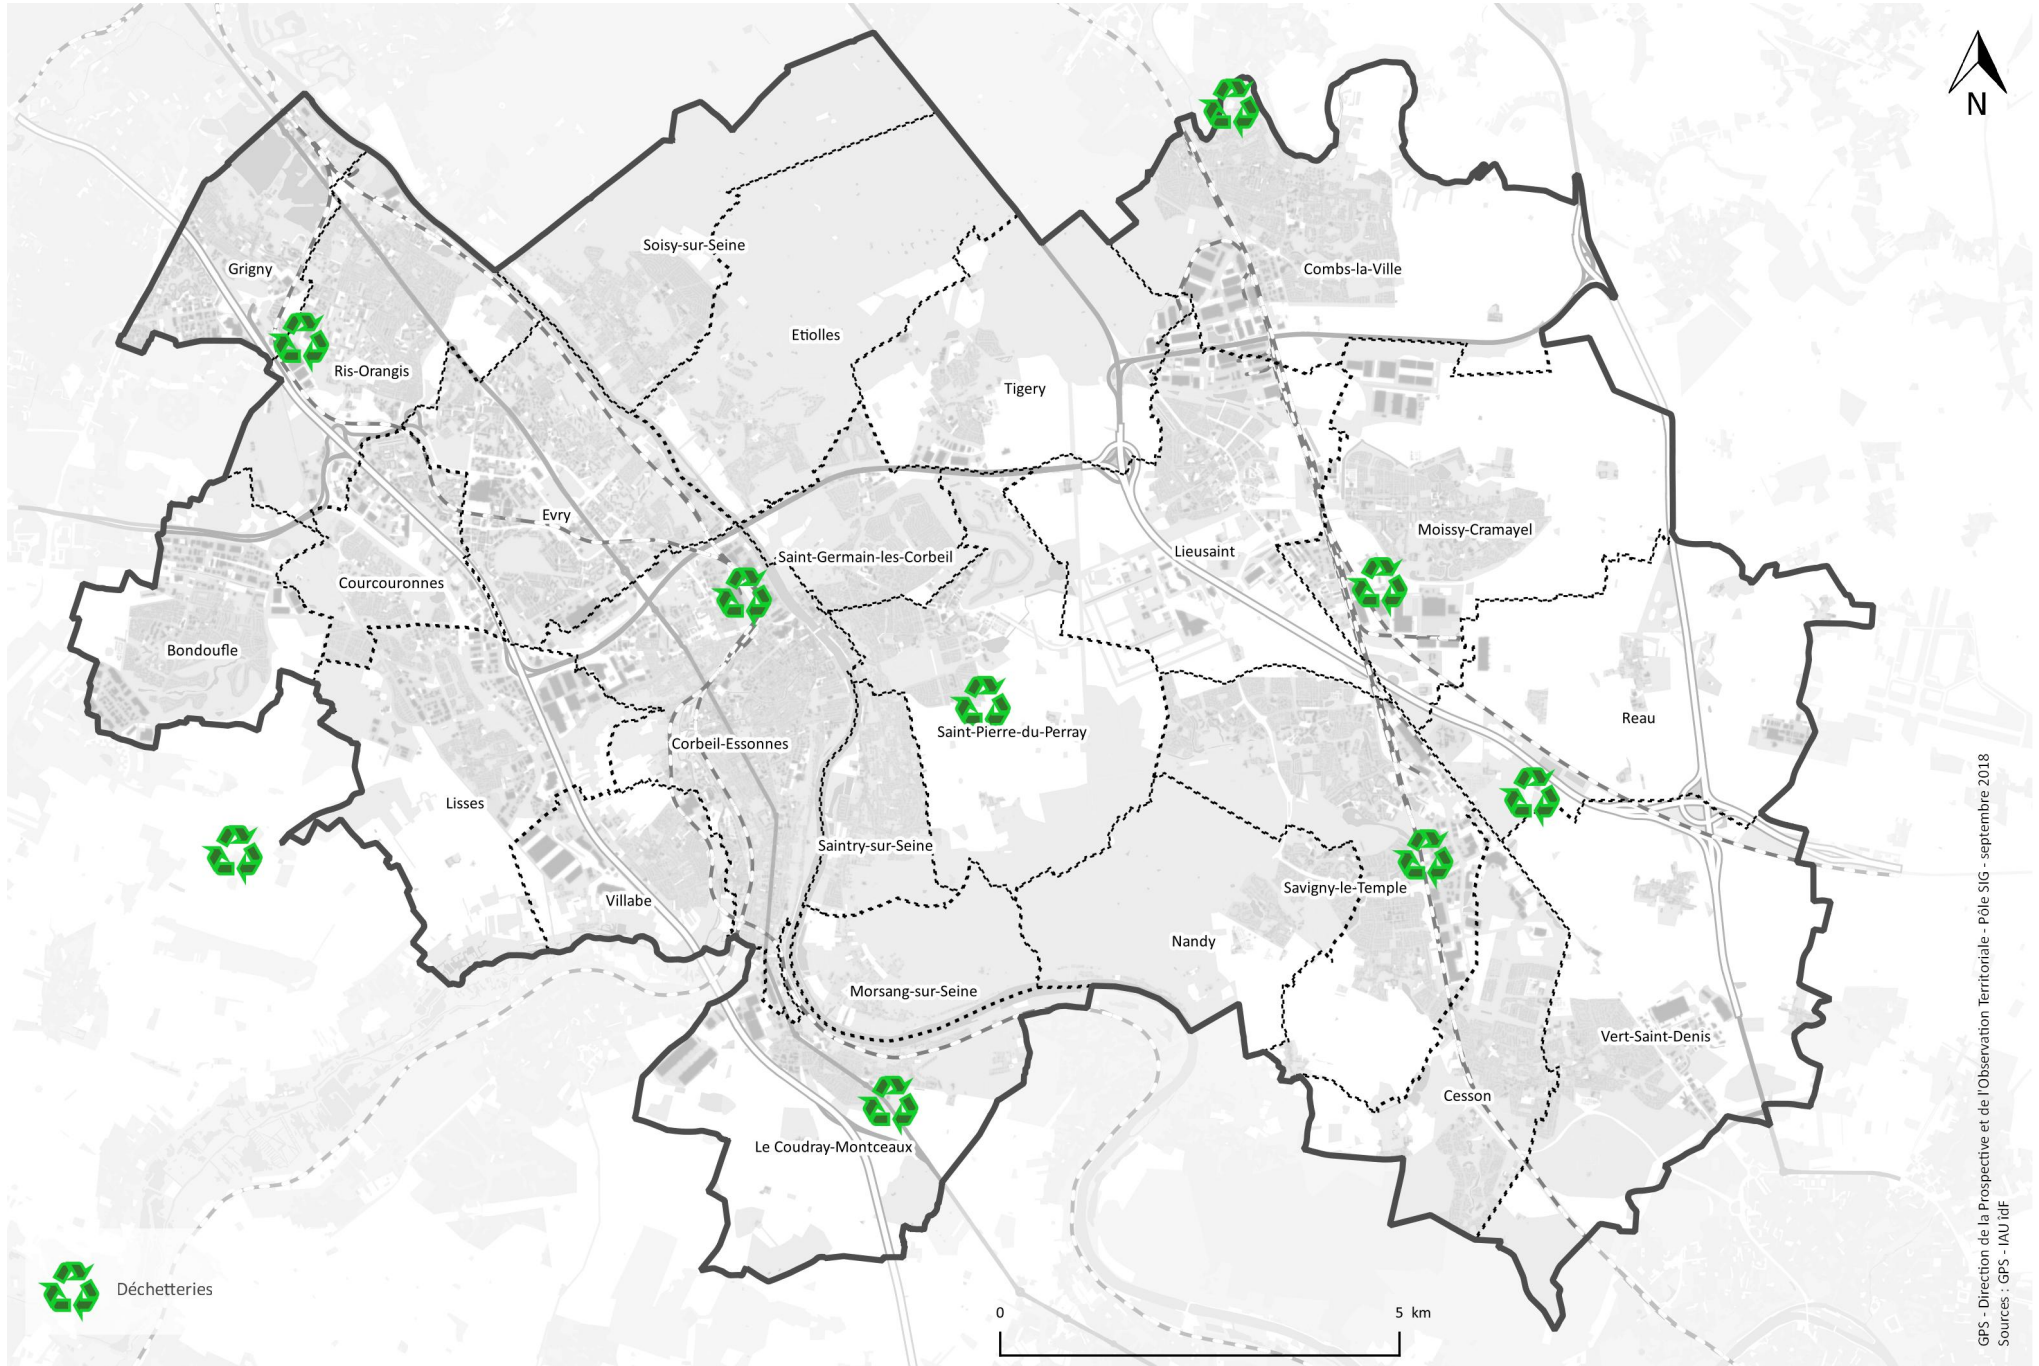 N
Soisy-sur-Seine
Grigny
Combs-la-Ville
Etiolles
Ris-Orangis
Tigery
Evry
Moissy-Cramayel
Lieusaint
Saint-Germain-les-Corbeil
Courcouronnes
Bondoufle
Reau
Saint-Pierre-du-Perray
Corbeil-Essonnes
Lisses
Saintry-sur-Seine
Savigny-le-Temple
Villabe
Nandy
Morsang-sur-Seine
Vert-Saint-Denis
Cesson
Le Coudray-Montceaux
Déchetteries
0 5 km
GPS - Direction de la Prospective et de l'Observation Territoriale - Pôle SIG - septembre 2018
Sources : GPS - IAU îdF